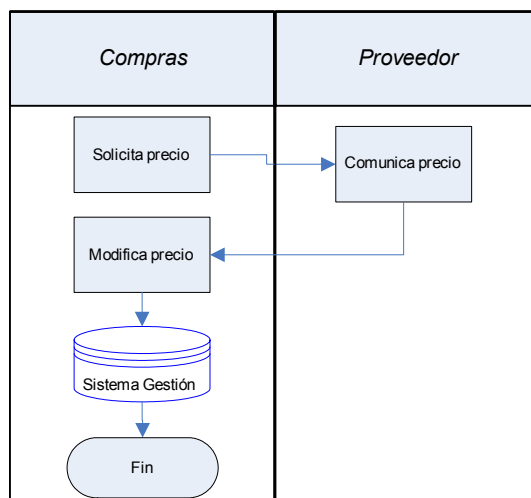 Compras
Proveedor
Solicita precio
Comunica precio
Modifica precio
Sistema Gestión
Fin